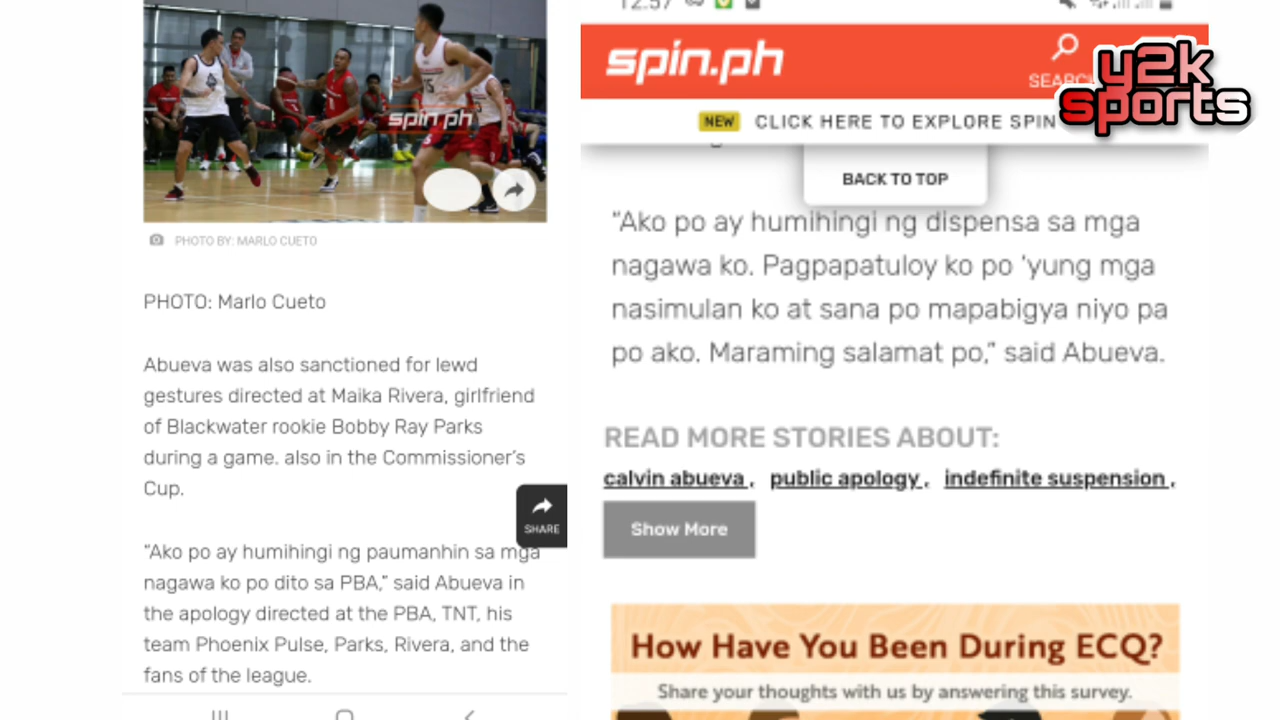 spin.ph
PHOTO BY: MARLO CUETO
PHOTO: Marlo Cueto
Abueva was also sanctioned for lewd
gestures directed at Maika Rivera, girlfriend
of Blackwater rookie Bobby Ray Parks
during a game. also in the Commissioner's
Cup.
SHARE
“Ako po ay humihingi ng paumanhin sa mga
nagawa ko po dito sa PBA,” said Abueva in
the apology directed at the PBA, TNT, his
team Phoenix Pulse, Parks, Rivera, and the
fans of the league.
12:57
spin.ph
SEARCH
y2k
sports
NEW CLICK HERE TO EXPLORE SPIN
BACK TO TOP
“Ako po ay humihingi ng dispensa sa mga
nagawa ko. Pagpapatuloy ko po ‘yung mga
nasimulan ko at sana po mapabigya niyo pa
po ako. Maraming salamat po,” said Abueva.
READ MORE STORIES ABOUT:
calvin abueva , public apology , indefinite suspension ,
Show More
How Have You Been During ECQ?
Share your thoughts with us by answering this survey.